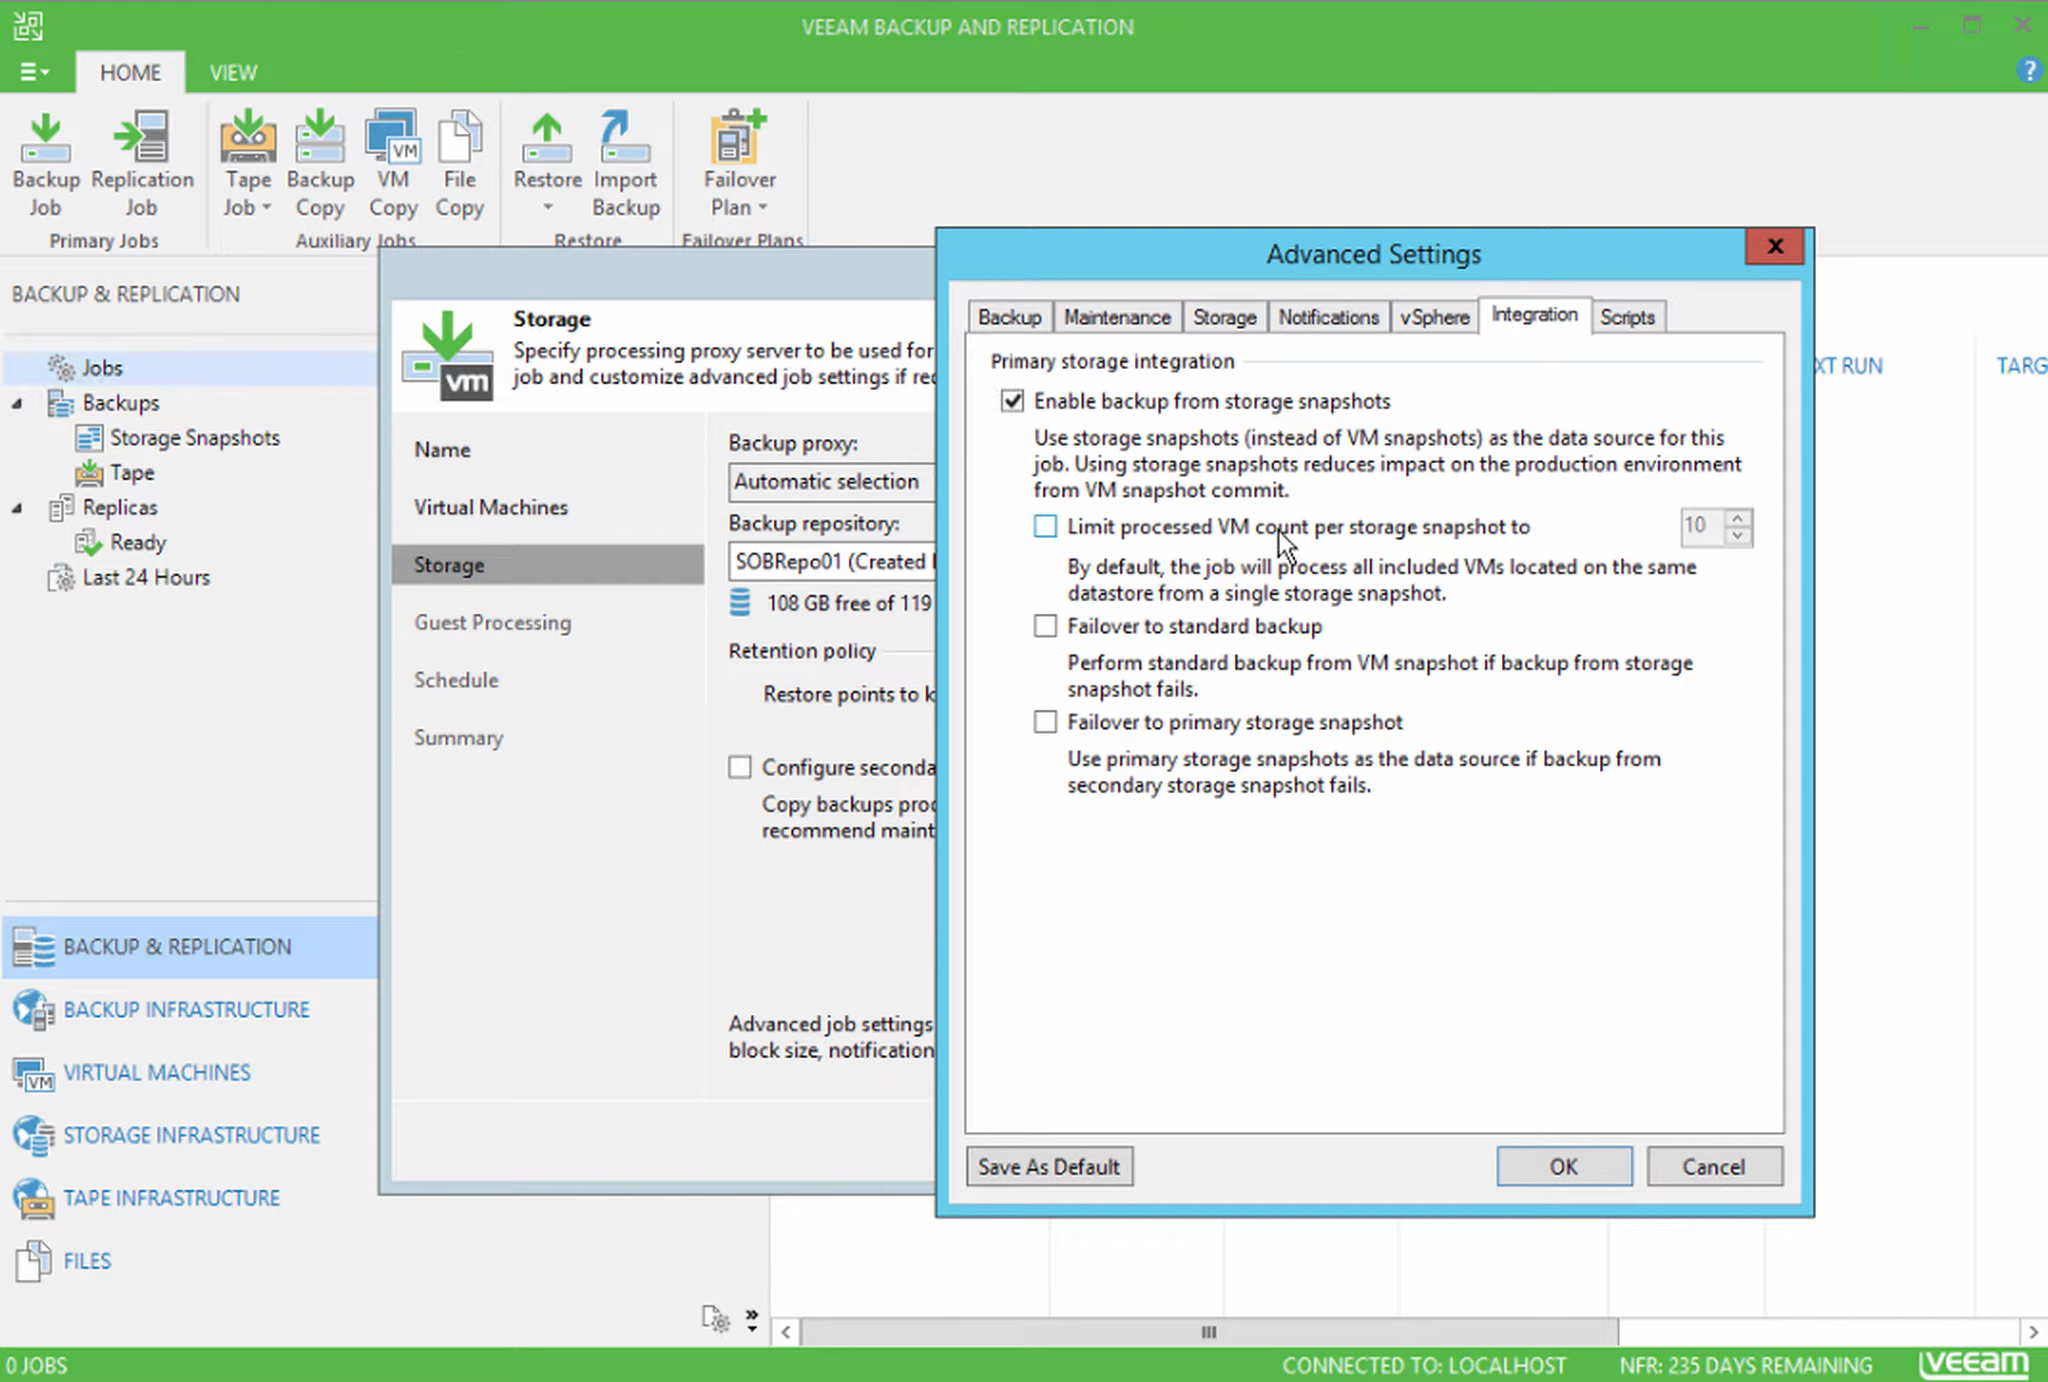 VEEAM BACKUP AND REPLICATION
HOME
VIEW
?
Backup
Job
Replication
Job
Primary Jobs
Tape
Job
Backup
Copy
VM
VM
Copy
File
Copy
Auxiliary Jobs
Restore
Import
Backup
Restore
Failover
Plan
Failover Plans
BACKUP & REPLICATION
Jobs
Backups
Storage Snapshots
Tape
Replicas
Ready
Last 24 Hours
BACKUP & REPLICATION
BACKUP INFRASTRUCTURE
VM
VIRTUAL MACHINES
STORAGE INFRASTRUCTURE
TAPE INFRASTRUCTURE
FILES
vm
Storage
Specify processing proxy server to be used for
job and customize advanced job settings if rec
Name
Virtual Machines
Storage
Guest Processing
Schedule
Summary
Backup proxy:
Automatic selection
Backup repository:
SOBRepo01 (Created
108 GB free of 119
Retention policy
Restore points to k
Configure seconda
Copy backups proc
recommend maint
Advanced job settings
block size, notification
Advanced Settings
X
Backup
Maintenance
Storage
Notifications
vSphere
Integration
Scripts
Primary storage integration
Enable backup from storage snapshots
Use storage snapshots (instead of VM snapshots) as the data source for this
job. Using storage snapshots reduces impact on the production environment
from VM snapshot commit.
Limit processed VM count per storage snapshot to
10
By default, the job will process all included VMs located on the same
datastore from a single storage snapshot.
Failover to standard backup
Perform standard backup from VM snapshot if backup from storage
snapshot fails.
Failover to primary storage snapshot
Use primary storage snapshots as the data source if backup from
secondary storage snapshot fails.
Save As Default
OK
Cancel
XT RUN
TARG
0 JOBS
CONNECTED TO: LOCALHOST
NFR: 235 DAYS REMAINING
veeam